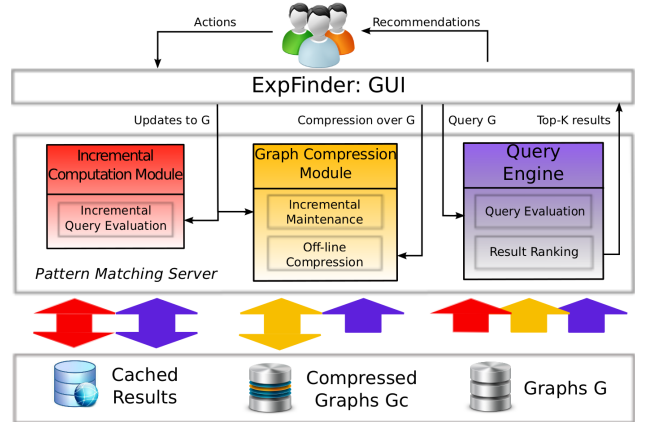 Actions
Recommendations
ExpFinder: GUI
Updates to G
Compression over G
Query G
Top-K results
Incremental
Computation Module
Incremental
Query Evaluation
Graph Compression
Module
Incremental
Maintenance
Off-line
Compression
Query
Engine
Query Evaluation
Result Ranking
Pattern Matching Server
Cached
Results
Compressed
Graphs Gc
Graphs G